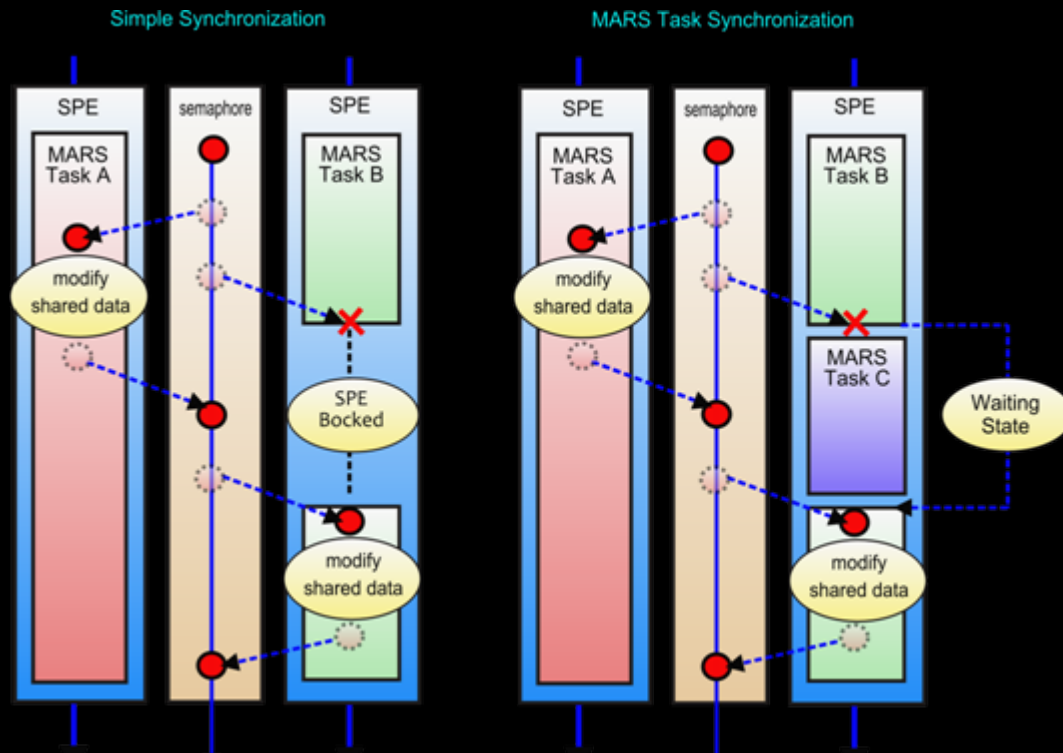 Simple Synchronization
SPE
semaphore
SPE
MARS
Task A
MARS
Task B
modify
shared data
SPE
Bocked
modify
shared data
MARS Task Synchronization
SPE
semaphore
SPE
MARS
Task A
MARS
Task B
modify
shared data
MARS
Task C
Waiting
State
modify
shared data